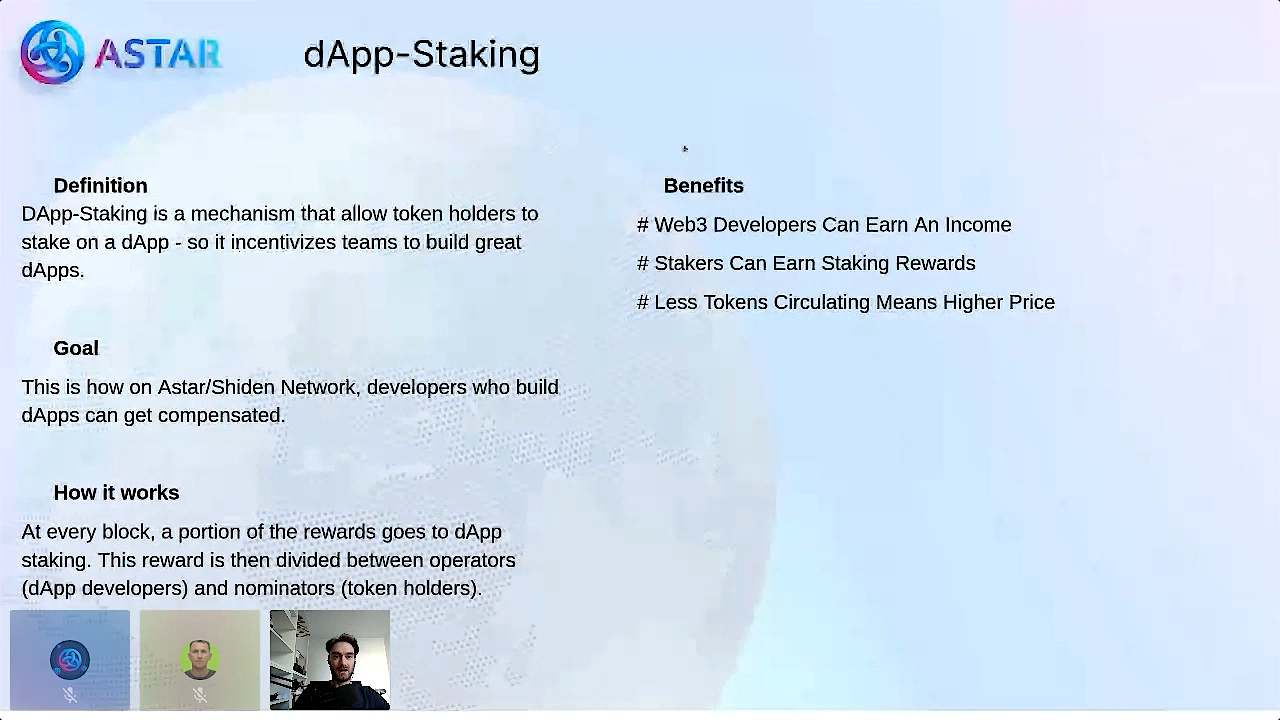 ASTAR
dApp-Staking
Definition
DApp-Staking is a mechanism that allow token holders to
stake on a dApp - so it incentivizes teams to build great
dApps.
Goal
This is how on Astar/Shiden Network, developers who build
dApps can get compensated.
How it works
At every block, a portion of the rewards goes to dApp
staking. This reward is then divided between operators
(dApp developers) and nominators (token holders).
Benefits
# Web3 Developers Can Earn An Income
# Stakers Can Earn Staking Rewards
# Less Tokens Circulating Means Higher Price